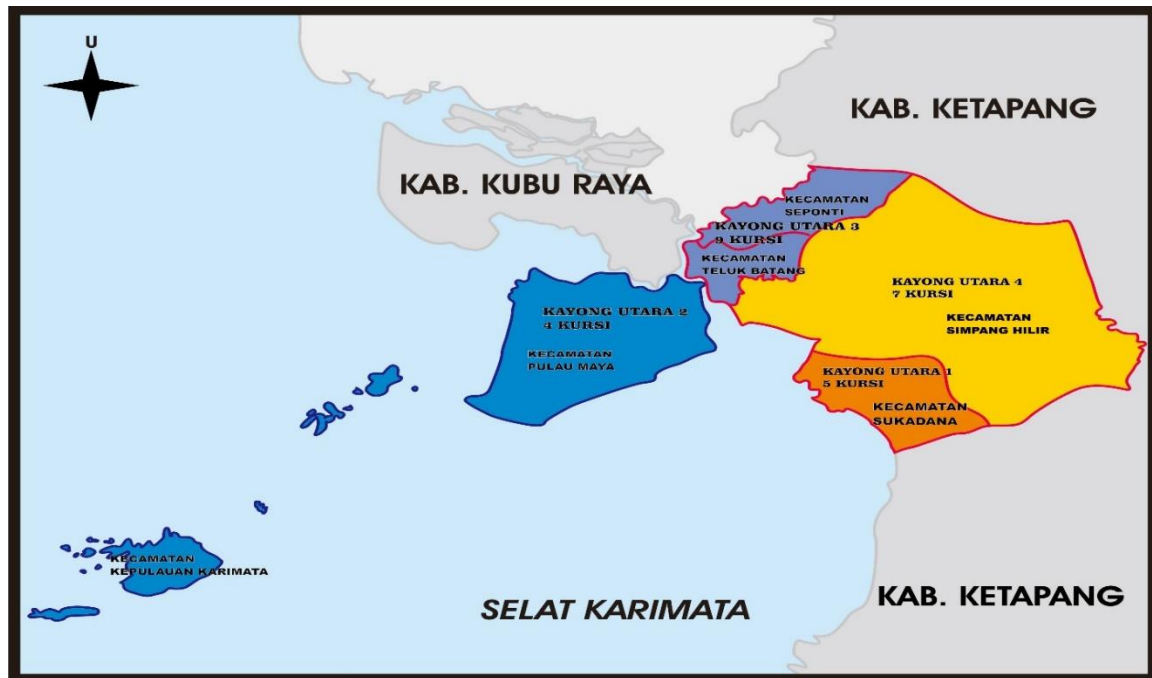 U
KAB. KETAPANG
KAB. KUBU RAYA
KECAMATAN
SEPONTI
KAYONG UTARA 3
9 KURSI
KECAMATAN
TELUK BATANG
KAYONG UTARA 4
7 KURSI
KECAMATAN
SIMPANG HILIR
KAYONG UTARA 2
4 KURSI
KECAMATAN
PULAU MAYA
KAYONG UTARA 1
5 KURSI
KECAMATAN
SUKADANA
KECAMATAN
KEPULAUAN KARIMATA
SELAT KARIMATA
KAB. KETAPANG